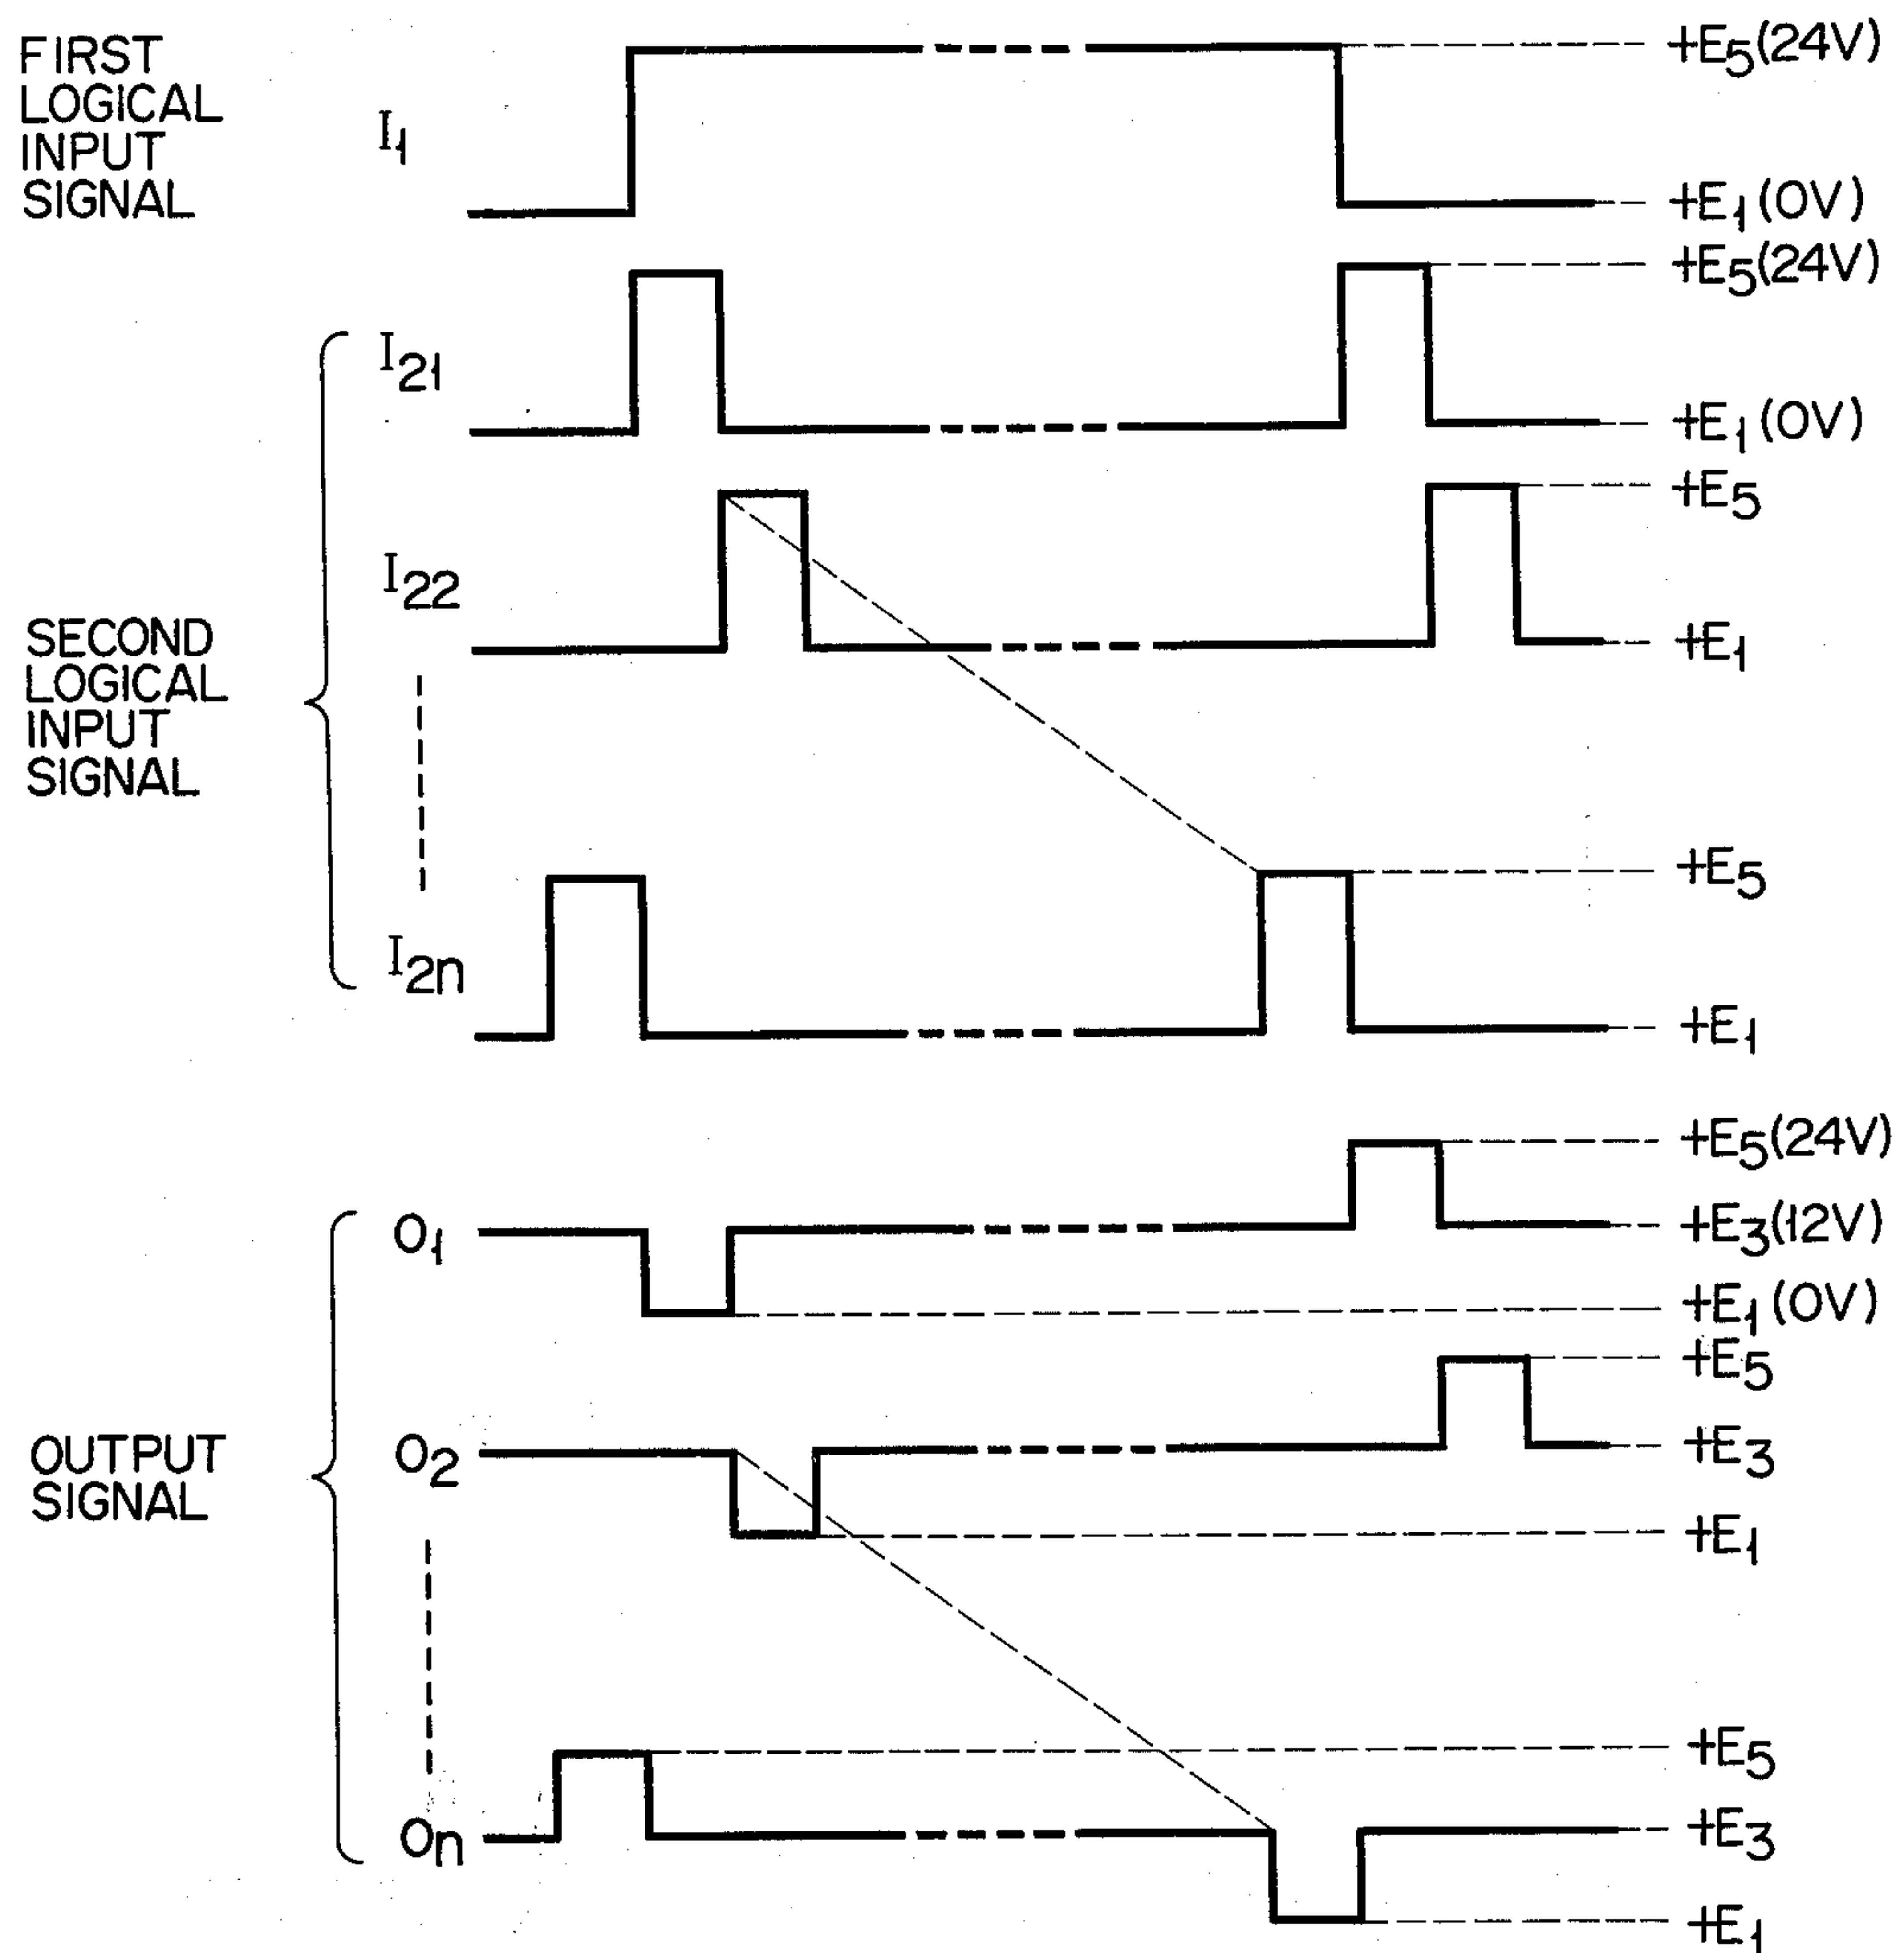 FIRST
LOGICAL
INPUT
SIGNAL
I1
+E5(24V)
+E1(0V)
I21
+E5(24V)
+E1(0V)
I22
+E5
+E1
SECOND
LOGICAL
INPUT
SIGNAL
I2n
+E5
+E1
O1
+E5(24V)
+E3(12V)
+E1(0V)
OUTPUT
SIGNAL
O2
+E5
+E3
+E1
On
+E5
+E3
+E1